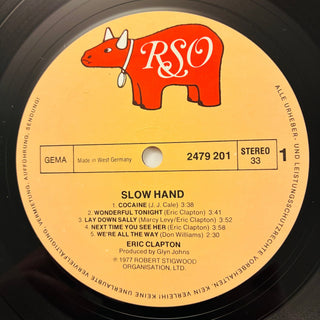 RSO
GEMA
Made in West Germany
2479 201
STEREO
33
1
SLOW HAND
1. COCAINE (J. J. Cale) 3:38
2. WONDERFUL TONIGHT (Eric Clapton) 3:41
3. LAY DOWN SALLY (Marcy Levy/Eric Clapton) 3:52
4. NEXT TIME YOU SEE HER (Eric Clapton) 3:58
5. WE'RE ALL THE WAY (Don Williams) 2:30
ERIC CLAPTON
Produced by Glyn Johns
℗ 1977 ROBERT STIGWOOD
ORGANISATION, LTD.
ALLE URHEBER- UND LEISTUNGSSCHUTZRECHTE VORBEHALTEN. KEIN VERLEIH! KEINE UNERLAUBTE VERVIELFÄLTIGUNG, VERMIETUNG, AUFFÜHRUNG, SENDUNG!